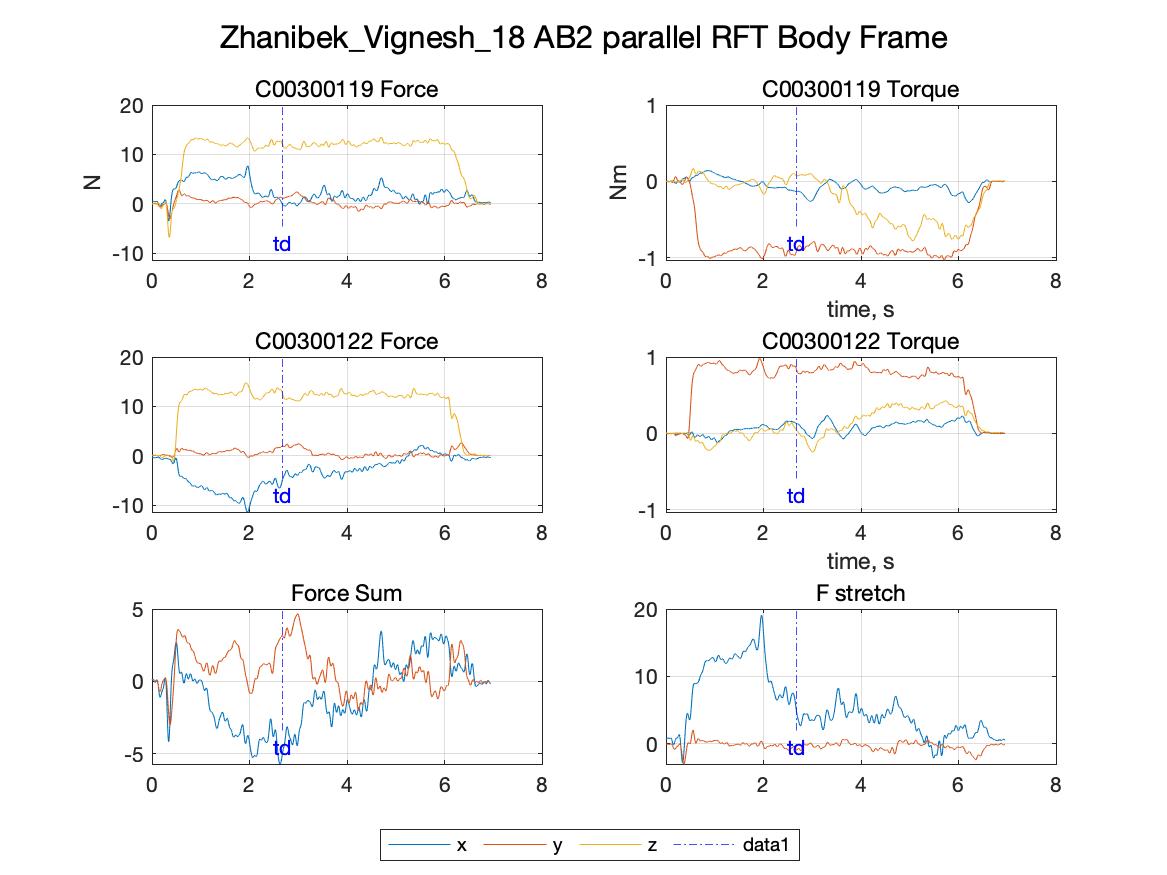 Zhanibek_Vignesh_18 AB2 parallel RFT Body Frame
C00300119 Force
20
10
0
-10
N
td
0 2 4 6 8
C00300119 Torque
1
0
-1
Nm
td
0 2 4 6 8
time, s
C00300122 Force
20
10
0
-10
td
0 2 4 6 8
C00300122 Torque
1
0
-1
td
0 2 4 6 8
time, s
Force Sum
5
0
-5
td
0 2 4 6 8
F stretch
20
10
0
td
0 2 4 6 8
x y z data1